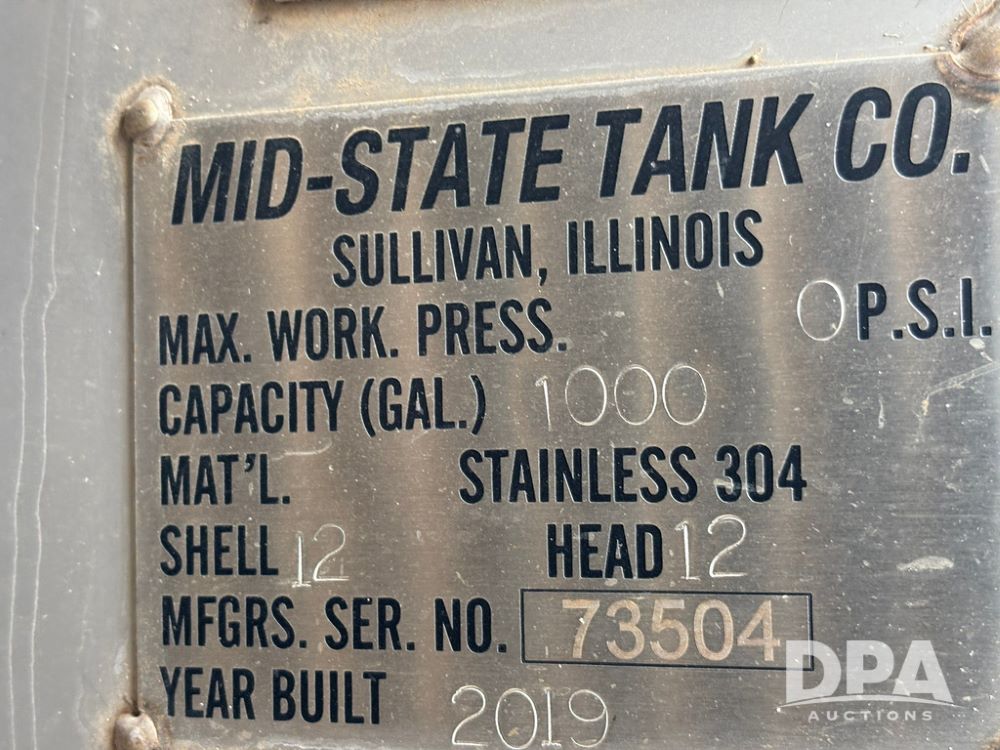 MID-STATE TANK CO.
SULLIVAN, ILLINOIS
MAX. WORK. PRESS. 0 P.S.I.
CAPACITY (GAL.) 1000
MAT'L. STAINLESS 304
SHELL 12 HEAD 12
MFGRS. SER. NO. 73504
YEAR BUILT 2019
DPA
AUCTIONS